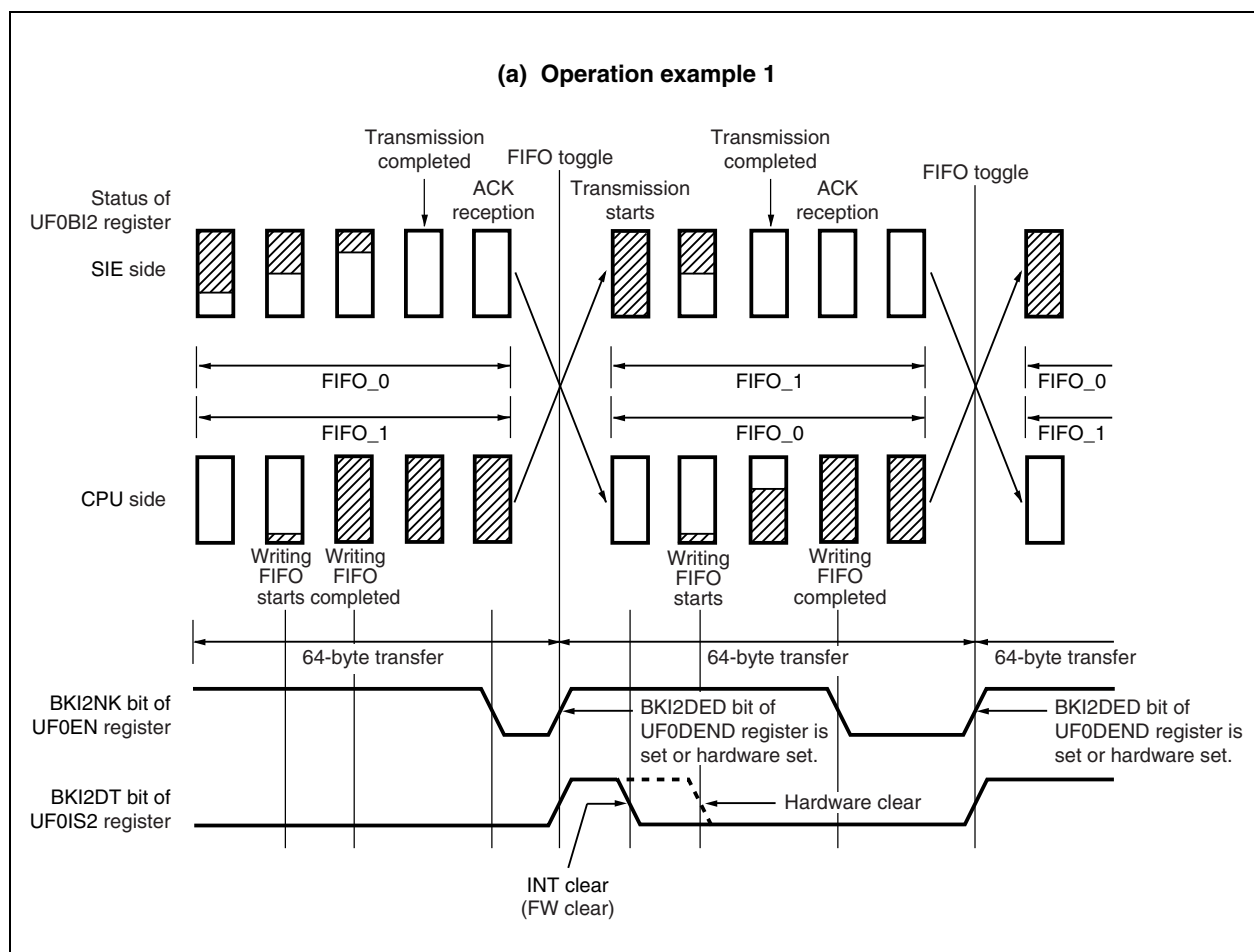 (a) Operation example 1
Transmission
completed
FIFO toggle
Transmission
completed
FIFO toggle
Status of
UF0BI2 register
ACK
reception
Transmission
starts
ACK
reception
SIE side
FIFO_0
FIFO_1
FIFO_0
FIFO_1
FIFO_0
FIFO_1
CPU side
Writing
FIFO
starts
Writing
FIFO
completed
Writing
FIFO
starts
Writing
FIFO
completed
64-byte transfer
64-byte transfer
64-byte transfer
BKI2NK bit of
UF0EN register
BKI2DED bit of
UF0DEND register is
set or hardware set.
BKI2DED bit of
UF0DEND register is
set or hardware set.
BKI2DT bit of
UF0IS2 register
Hardware clear
INT clear
(FW clear)